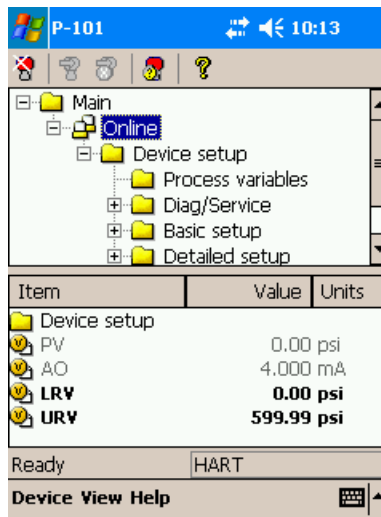 P-101 10:13
Main
Online
Device setup
Process variables
Diag/Service
Basic setup
Detailed setup
Item Value Units
Device setup
PV 0.00 psi
AO 4.000 mA
LRV 0.00 psi
URV 599.99 psi
Ready HART
Device View Help